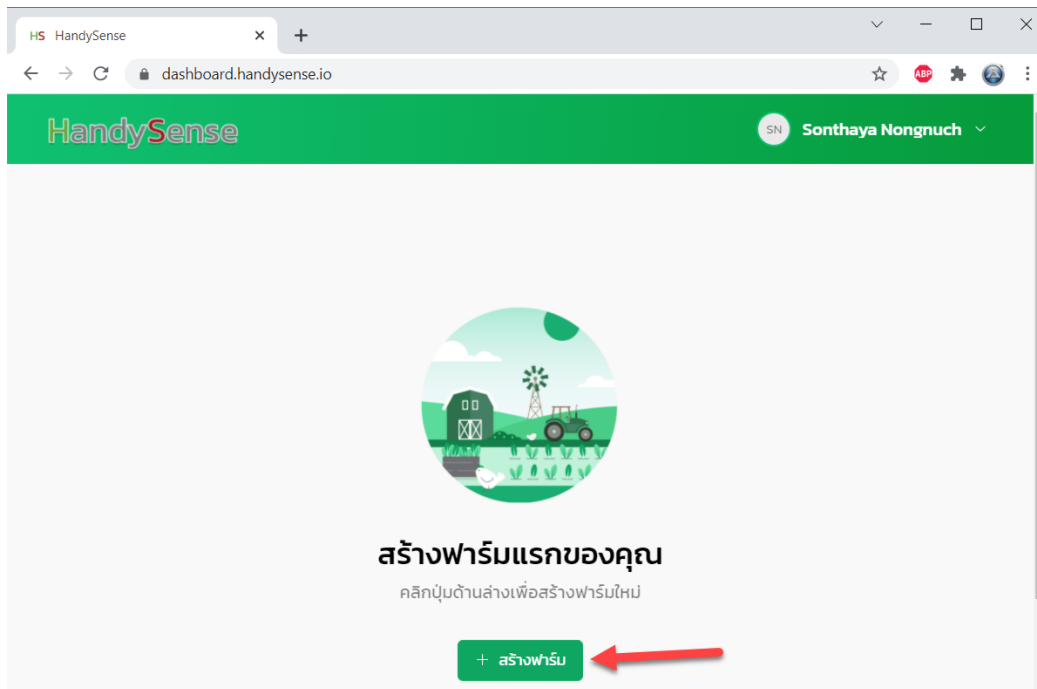 HS HandySense
dashboard.handysense.io
ABP
HandySense
SN Sonthaya Nongnuch
สร้างฟาร์มแรกของคุณ
คลิกปุ่มด้านล่างเพื่อสร้างฟาร์มใหม่
+ สร้างฟาร์ม